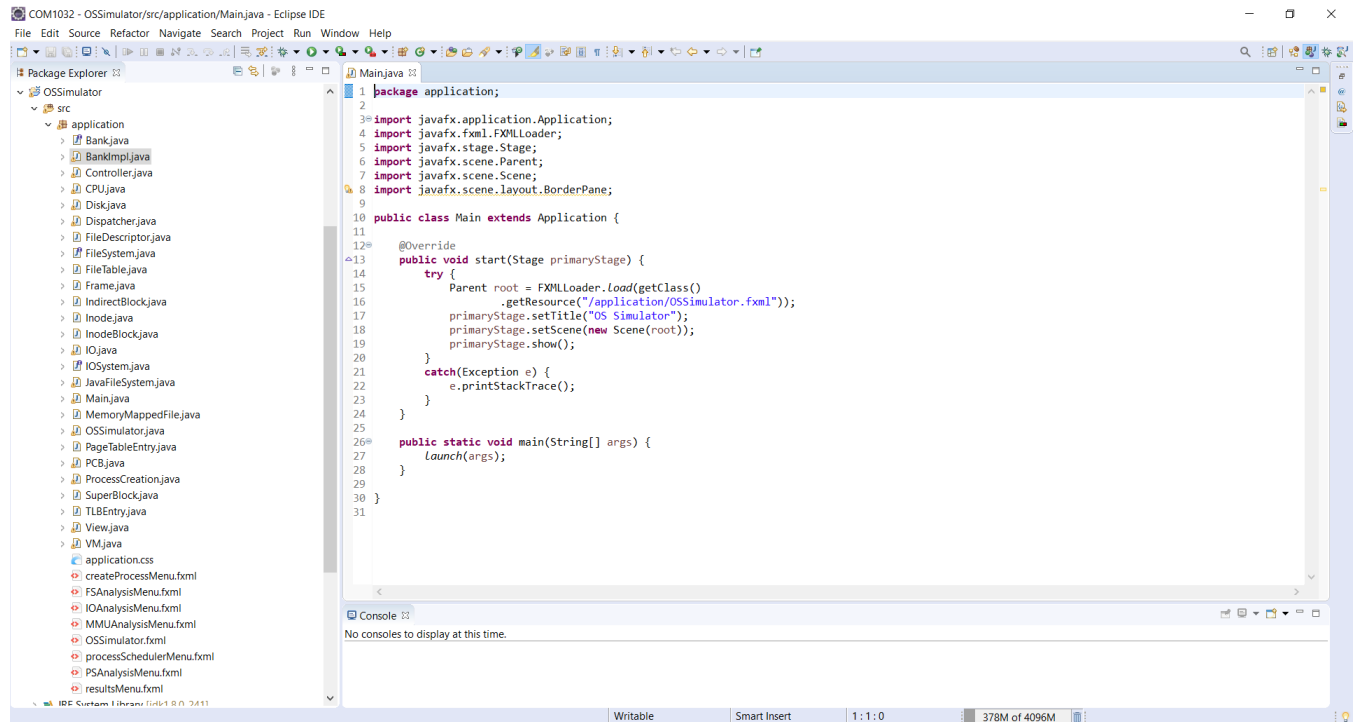 COM1032 - OSSimulator/src/application/Main.java - Eclipse IDE
File Edit Source Refactor Navigate Search Project Run Window Help
Package Explorer
OSSimulator
src
application
Bank.java
BankImpl.java
Controller.java
CPU.java
Disk.java
Dispatcher.java
FileDescriptor.java
FileSystem.java
FileTable.java
Frame.java
IndirectBlock.java
Inode.java
InodeBlock.java
IO.java
IOSystem.java
JavaFileSystem.java
Main.java
MemoryMappedFile.java
OSSimulator.java
PageTableEntry.java
PCB.java
ProcessCreation.java
SuperBlock.java
TLBEntry.java
View.java
VM.java
application.css
createProcessMenu.fxml
FSAnalysisMenu.fxml
IOAnalysisMenu.fxml
MMUAnalysisMenu.fxml
OSSimulator.fxml
processSchedulerMenu.fxml
PSAnalysisMenu.fxml
resultsMenu.fxml
JRE System Library [jdk1.8.0_241]
Main.java
1 package application;
2
3 import javafx.application.Application;
4 import javafx.fxml.FXMLLoader;
5 import javafx.stage.Stage;
6 import javafx.scene.Parent;
7 import javafx.scene.Scene;
8 import javafx.scene.layout.BorderPane;
9
10 public class Main extends Application {
11
12     @Override
13     public void start(Stage primaryStage) {
14         try {
15             Parent root = FXMLLoader.load(getClass()
16                     .getResource("/application/OSSimulator.fxml"));
17             primaryStage.setTitle("OS Simulator");
18             primaryStage.setScene(new Scene(root));
19             primaryStage.show();
20         }
21         catch(Exception e) {
22             e.printStackTrace();
23         }
24     }
25
26     public static void main(String[] args) {
27         launch(args);
28     }
29
30 }
31
Console
No consoles to display at this time.
Writable
Smart Insert
1 : 1 : 0
378M of 4096M